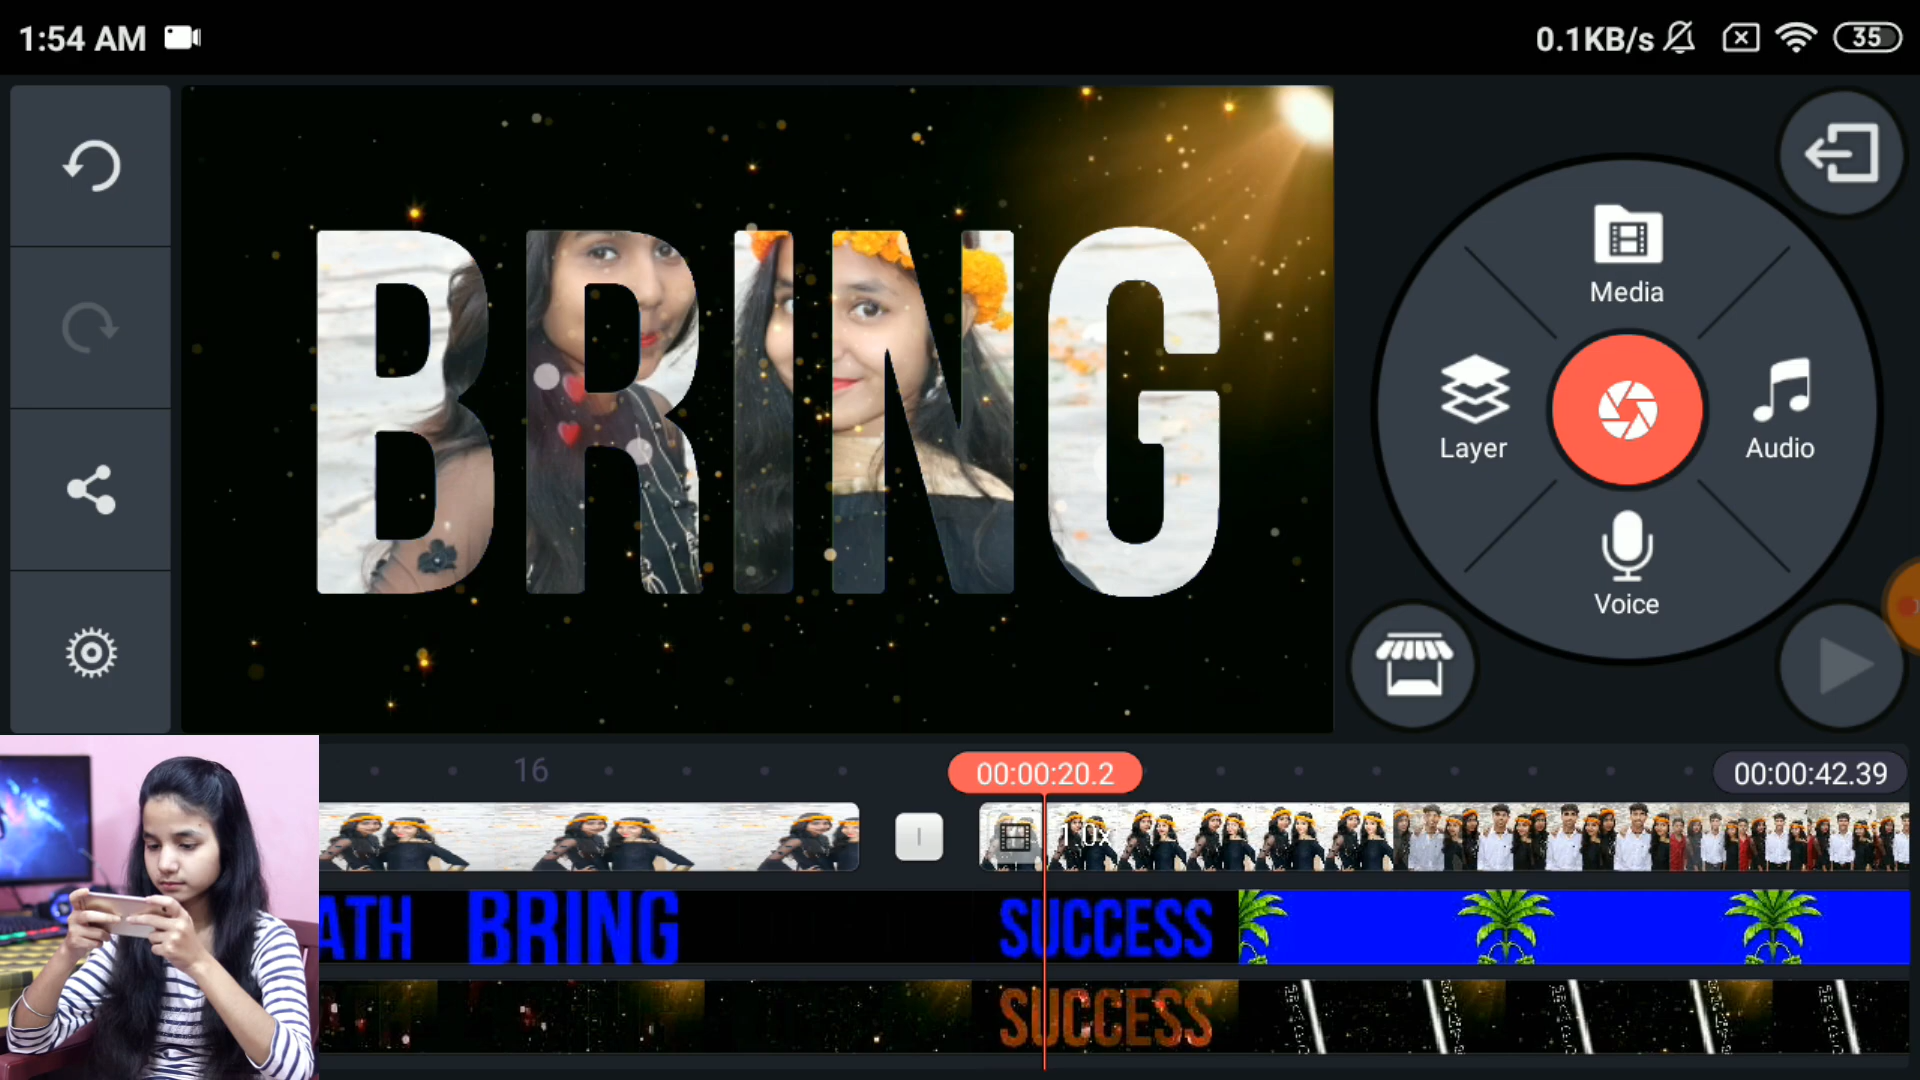 1:54 AM
0.1KB/s
35
BRING
Media
Layer
Audio
Voice
16
00:00:20.2
00:00:42.39
1.0x
ATH BRING SUCCESS
SUCCESS